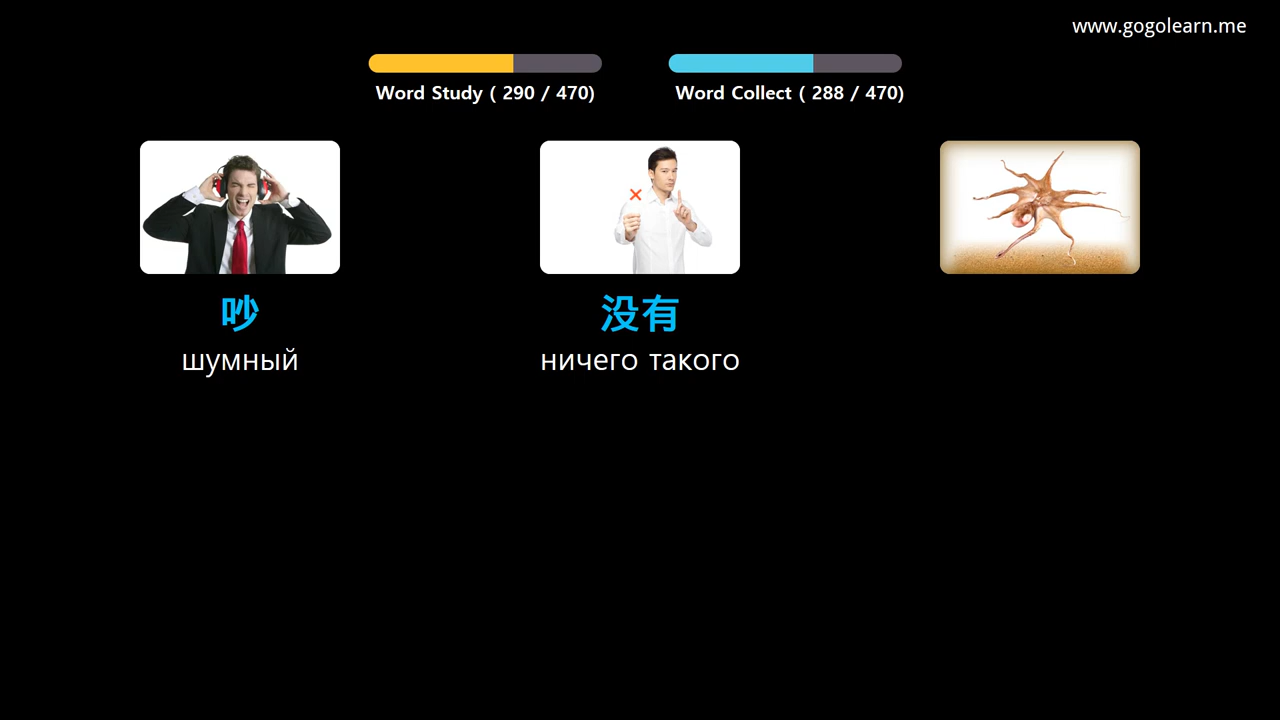 www.gogolearn.me
Word Study ( 290 / 470)
Word Collect ( 288 / 470)
吵
шумный
没有
ничего такого